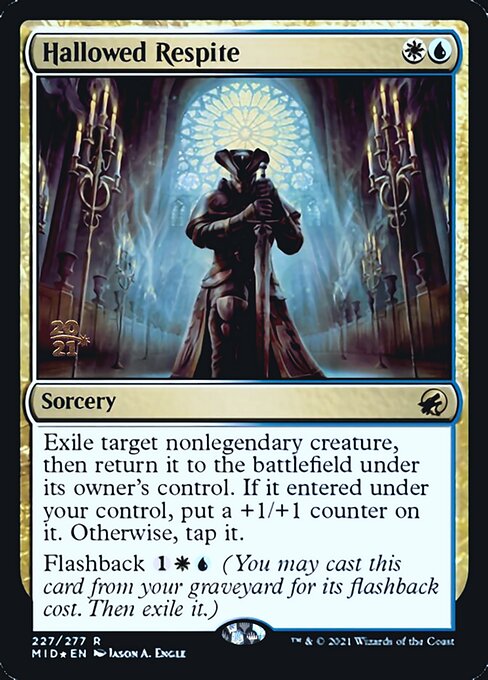 Hallowed Respite
20
21
Sorcery
Exile target nonlegendary creature,
then return it to the battlefield under
its owner's control. If it entered under
your control, put a +1/+1 counter on
it. Otherwise, tap it.
Flashback 1 (You may cast this
card from your graveyard for its flashback
cost. Then exile it.)
227/277 R
MID★EN Jason A. Engle
™ & © 2021 Wizards of the Coast